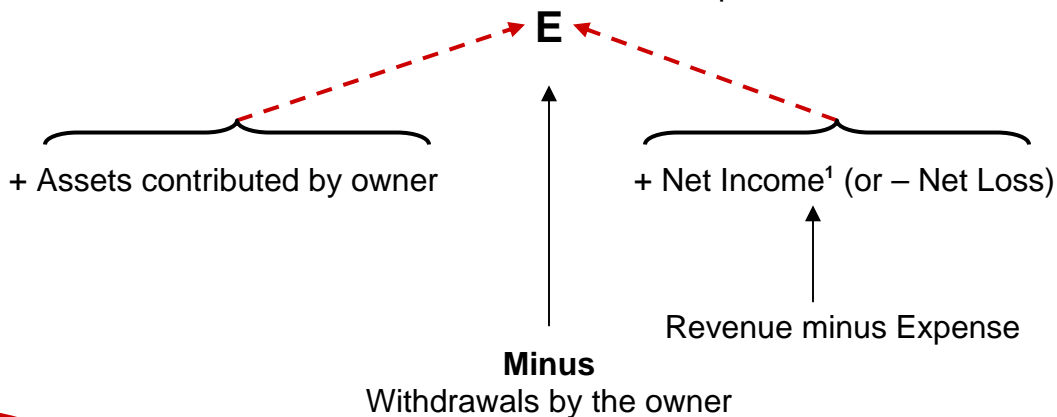 E
+ Assets contributed by owner
+ Net Income¹ (or – Net Loss)
Revenue minus Expense
Minus
Withdrawals by the owner